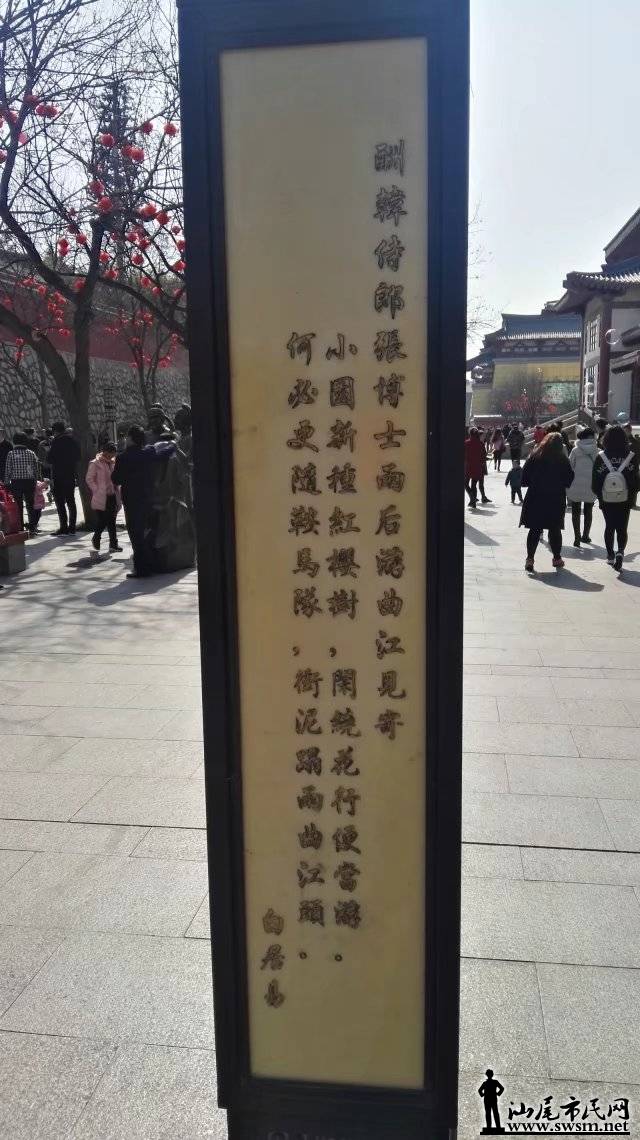 酬韓侍郎張博士雨后游曲江見寄
小園新種紅櫻樹，閑繞花行便當游。
何必更隨鞍馬隊，衝泥蹋雨曲江頭。
白居易
汕尾市民网
www.swsm.net